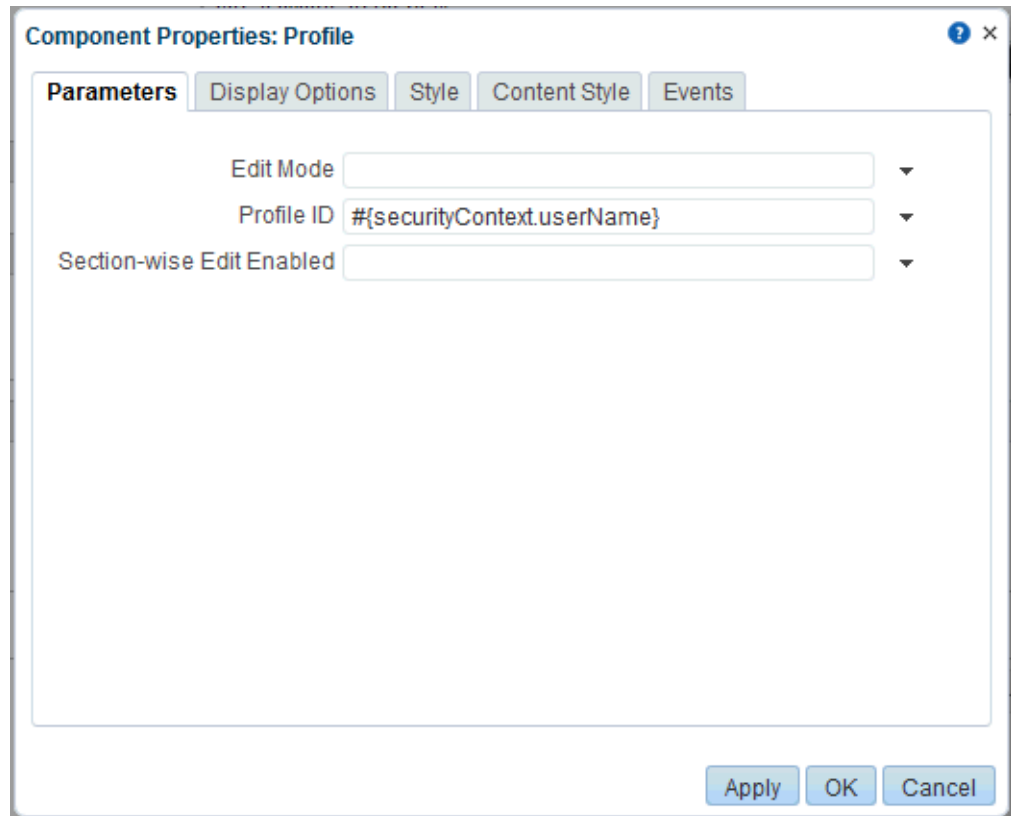 Component Properties: Profile
Parameters Display Options Style Content Style Events
Edit Mode
Profile ID #{securityContext.userName}
Section-wise Edit Enabled
Apply OK Cancel